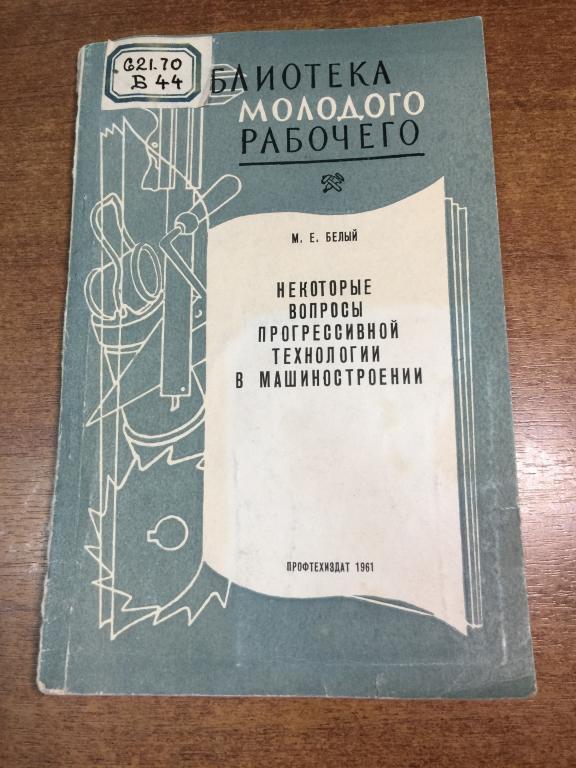 621.70
Б 44
БЛИОТЕКА
МОЛОДОГО
РАБОЧЕГО
М. Е. БЕЛЫЙ
НЕКОТОРЫЕ
ВОПРОСЫ
ПРОГРЕССИВНОЙ
ТЕХНОЛОГИИ
В МАШИНОСТРОЕНИИ
ПРОФТЕХИЗДАТ 1961